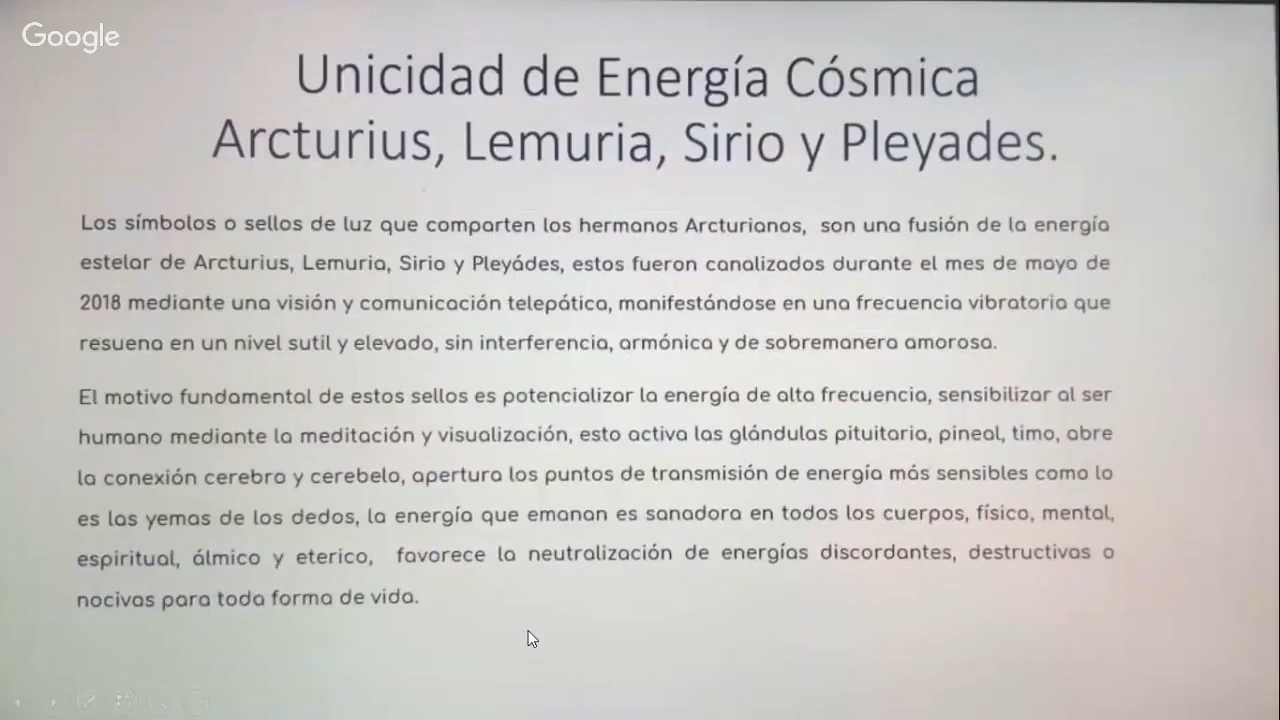 Google
Unicidad de Energía Cósmica
Arcturius, Lemuria, Sirio y Pleyades.
Los símbolos o sellos de luz que comparten los hermanos Arcturianos, son una fusión de la energía
estelar de Arcturius, Lemuria, Sirio y Pleyádes, estos fueron canalizados durante el mes de mayo de
2018 mediante una visión y comunicación telepática, manifestándose en una frecuencia vibratoria que
resuena en un nivel sutil y elevado, sin interferencia, armónica y de sobremanera amorosa.
El motivo fundamental de estos sellos es potencializar la energía de alta frecuencia, sensibilizar al ser
humano mediante la meditación y visualización, esto activa las glándulas pituitaria, pineal, timo, abre
la conexión cerebro y cerebelo, apertura los puntos de transmisión de energía más sensibles como lo
es las yemas de los dedos, la energía que emanan es sanadora en todos los cuerpos, físico, mental,
espiritual, álmico y eterico, favorece la neutralización de energías discordantes, destructivas o
nocivas para toda forma de vida.